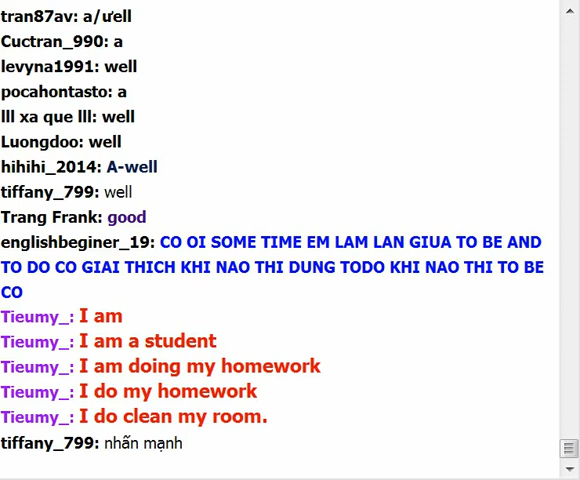 tran87av: a/ưell
Cuctran_990: a
levyna1991: well
pocahontasto: a
lll xa que lll: well
Luongdoo: well
hihihi_2014: A-well
tiffany_799: well
Trang Frank: good
englishbeginer_19: CO OI SOME TIME EM LAM LAN GIUA TO BE AND
TO DO CO GIAI THICH KHI NAO THI DUNG TODO KHI NAO THI TO BE
CO
Tieumy_: I am
Tieumy_: I am a student
Tieumy_: I am doing my homework
Tieumy_: I do my homework
Tieumy_: I do clean my room.
tiffany_799: nhấn mạnh